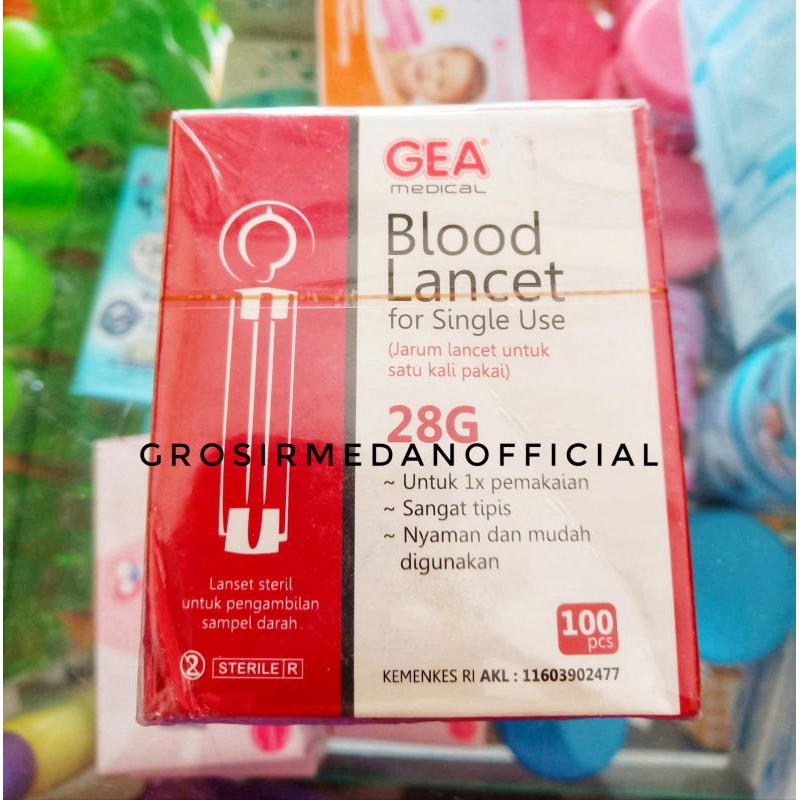 GEA
medical
Blood
Lancet
for Single Use
(Jarum lancet untuk
satu kali pakai)
28G
GROSIRMEDANOFFICIAL
~ Untuk 1x pemakaian
~ Sangat tipis
~ Nyaman dan mudah
digunakan
100
pcs
KEMENKES RI AKL : 11603902477
Lanset steril
untuk pengambilan
sampel darah
2 STERILE R